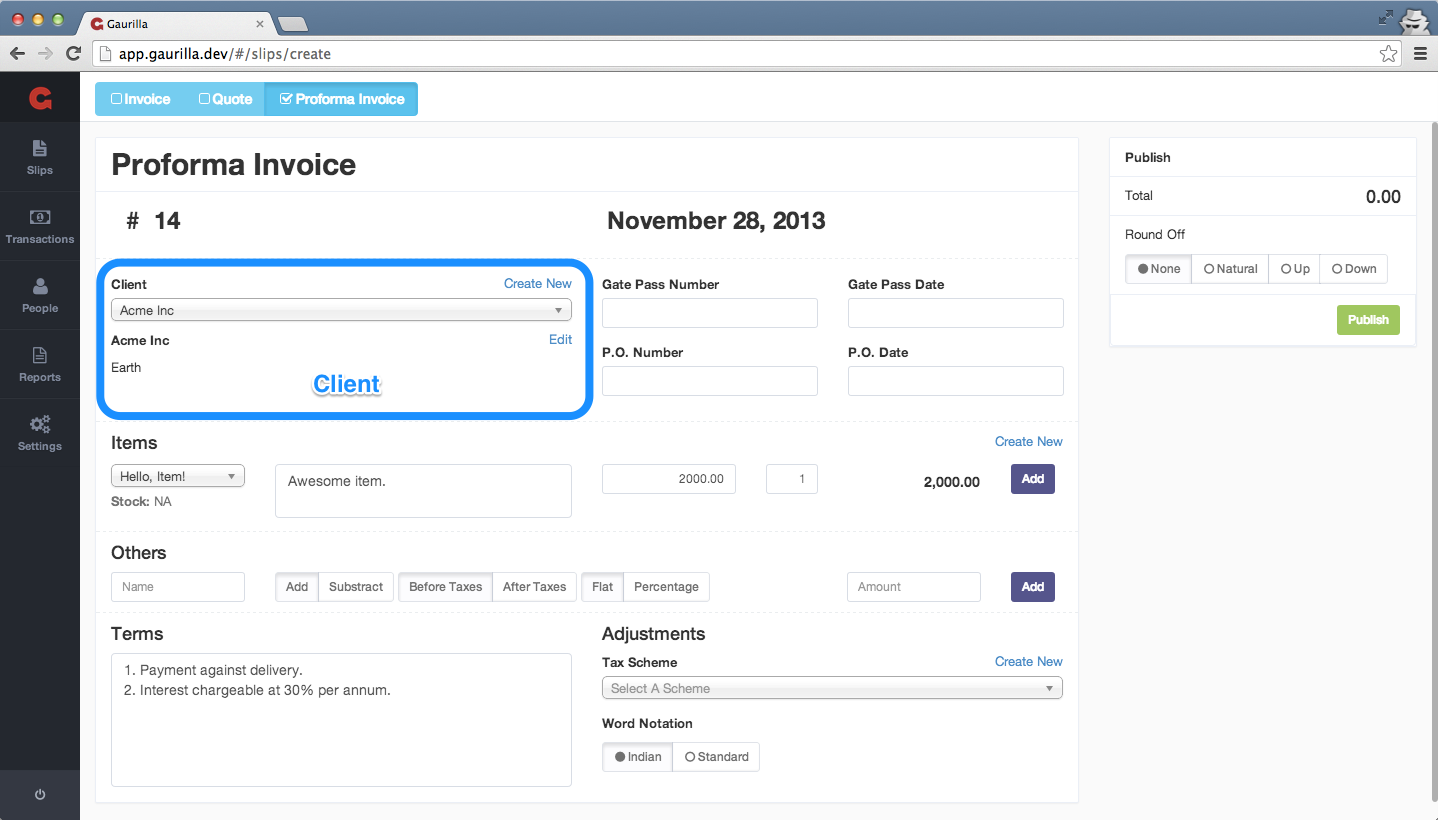 Gaurilla
app.gaurilla.dev/#/slips/create
Invoice Quote Proforma Invoice
Slips
Transactions
People
Reports
Settings
Proforma Invoice
# 14 November 28, 2013
Client Create New
Acme Inc
Acme Inc Edit
Earth
Client
Gate Pass Number Gate Pass Date
P.O. Number P.O. Date
Items Create New
Hello, Item! Awesome item. 2000.00 1 2,000.00 Add
Stock: NA
Others
Name Add Substract Before Taxes After Taxes Flat Percentage Amount Add
Terms
1. Payment against delivery.
2. Interest chargeable at 30% per annum.
Adjustments
Tax Scheme Create New
Select A Scheme
Word Notation
Indian Standard
Publish
Total 0.00
Round Off
None Natural Up Down
Publish